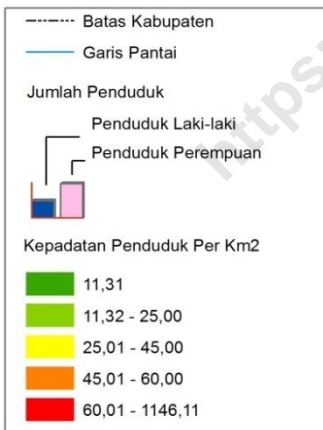 Batas Kabupaten
Garis Pantai
Jumlah Penduduk
Penduduk Laki-laki
Penduduk Perempuan
Kepadatan Penduduk Per Km2
11,31
11,32 - 25,00
25,01 - 45,00
45,01 - 60,00
60,01 - 1146,11
https